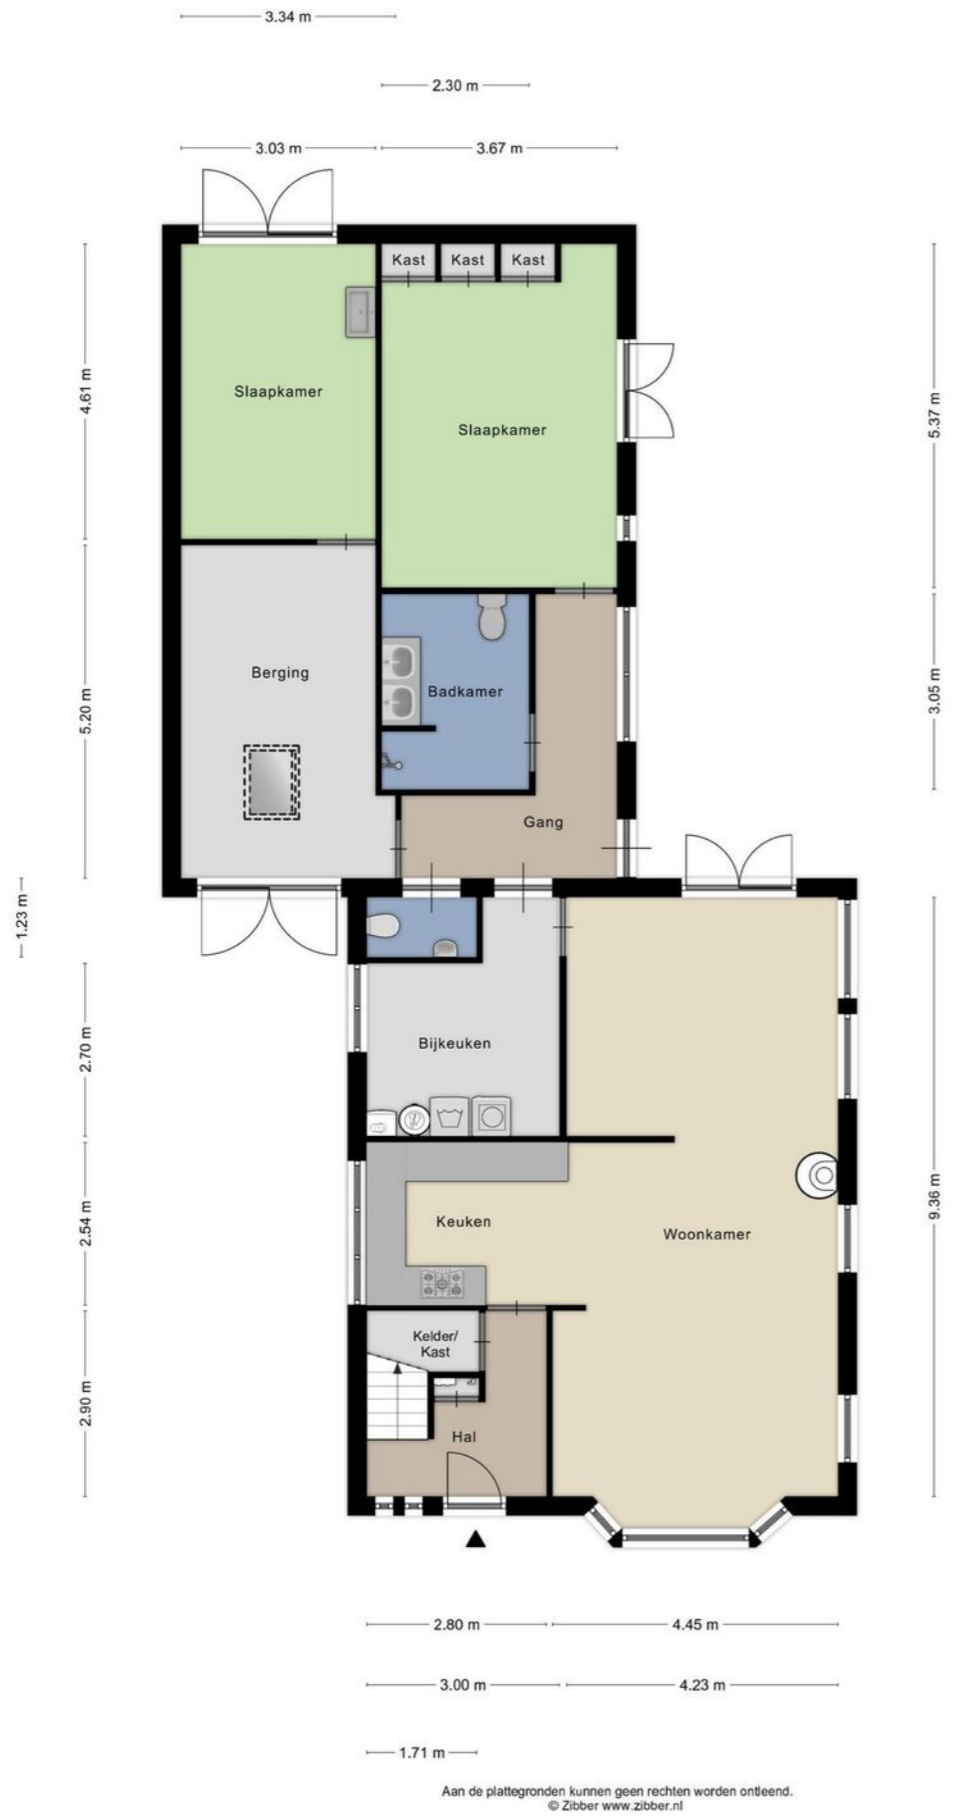 3.34 m
2.30 m
3.03 m
3.67 m
Kast Kast Kast
Slaapkamer
4.61 m
5.37 m
Slaapkamer
Berging
5.20 m
Badkamer
3.05 m
Gang
1.23 m
Bijkeuken
2.70 m
Keuken
2.54 m
Woonkamer
9.36 m
Kelder/
Kast
2.90 m
Hal
2.80 m
4.45 m
3.00 m
4.23 m
1.71 m
Aan de plattegronden kunnen geen rechten worden ontleend.
© Zibber www.zibber.nl